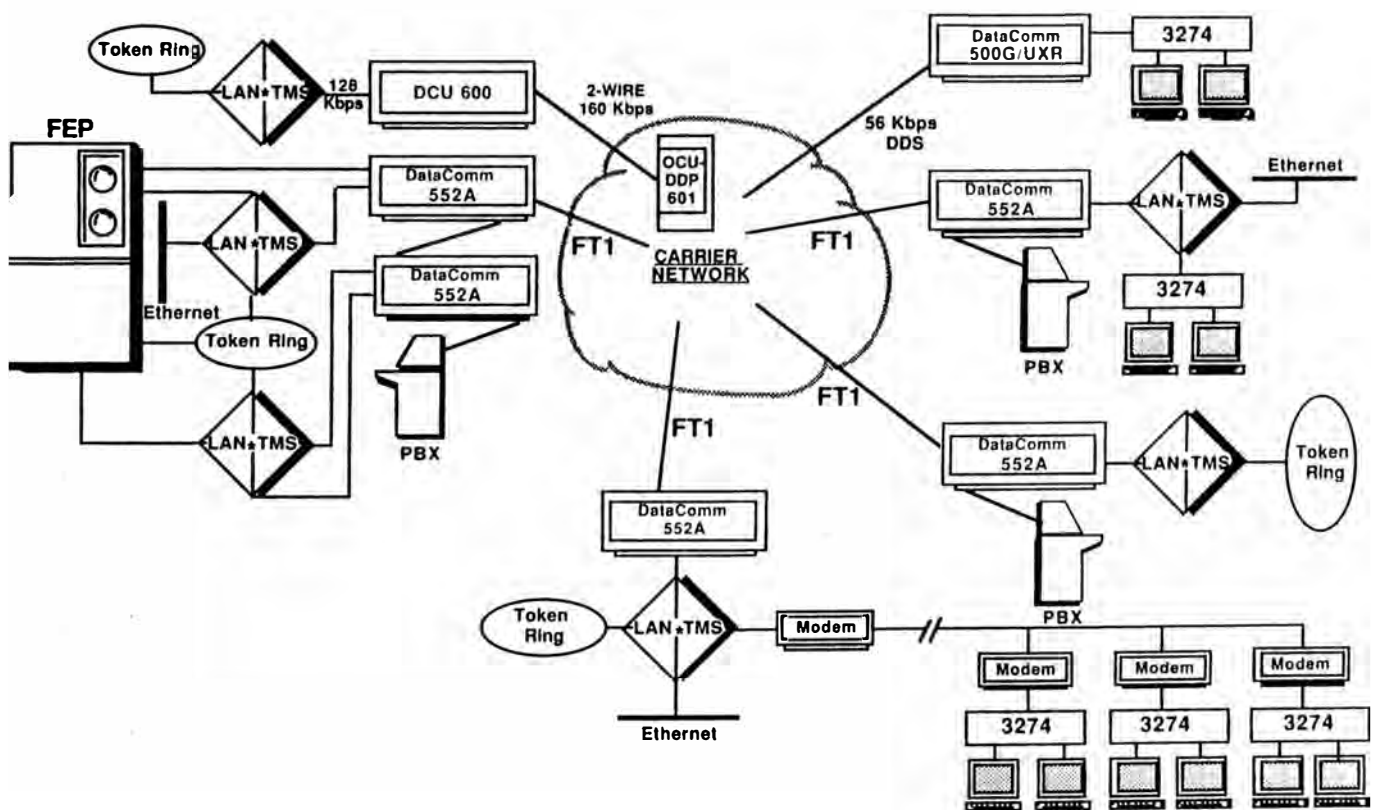 Token Ring
LAN*TMS
128
Kbps
DCU 600
2-WIRE
160 Kbps
DataComm
500G/UXR
3274
FEP
56 Kbps
DDS
OCU-
DDP
601
DataComm
552A
LAN*TMS
Ethernet
FT1
CARRIER
NETWORK
DataComm
552A
Ethernet
Token Ring
LAN*TMS
PBX
FT1
DataComm
552A
LAN*TMS
Ethernet
3274
PBX
FT1
DataComm
552A
LAN*TMS
Token
Ring
PBX
FT1
DataComm
552A
Token
Ring
LAN*TMS
Ethernet
Modem
//
Modem
Modem
Modem
3274
3274
3274